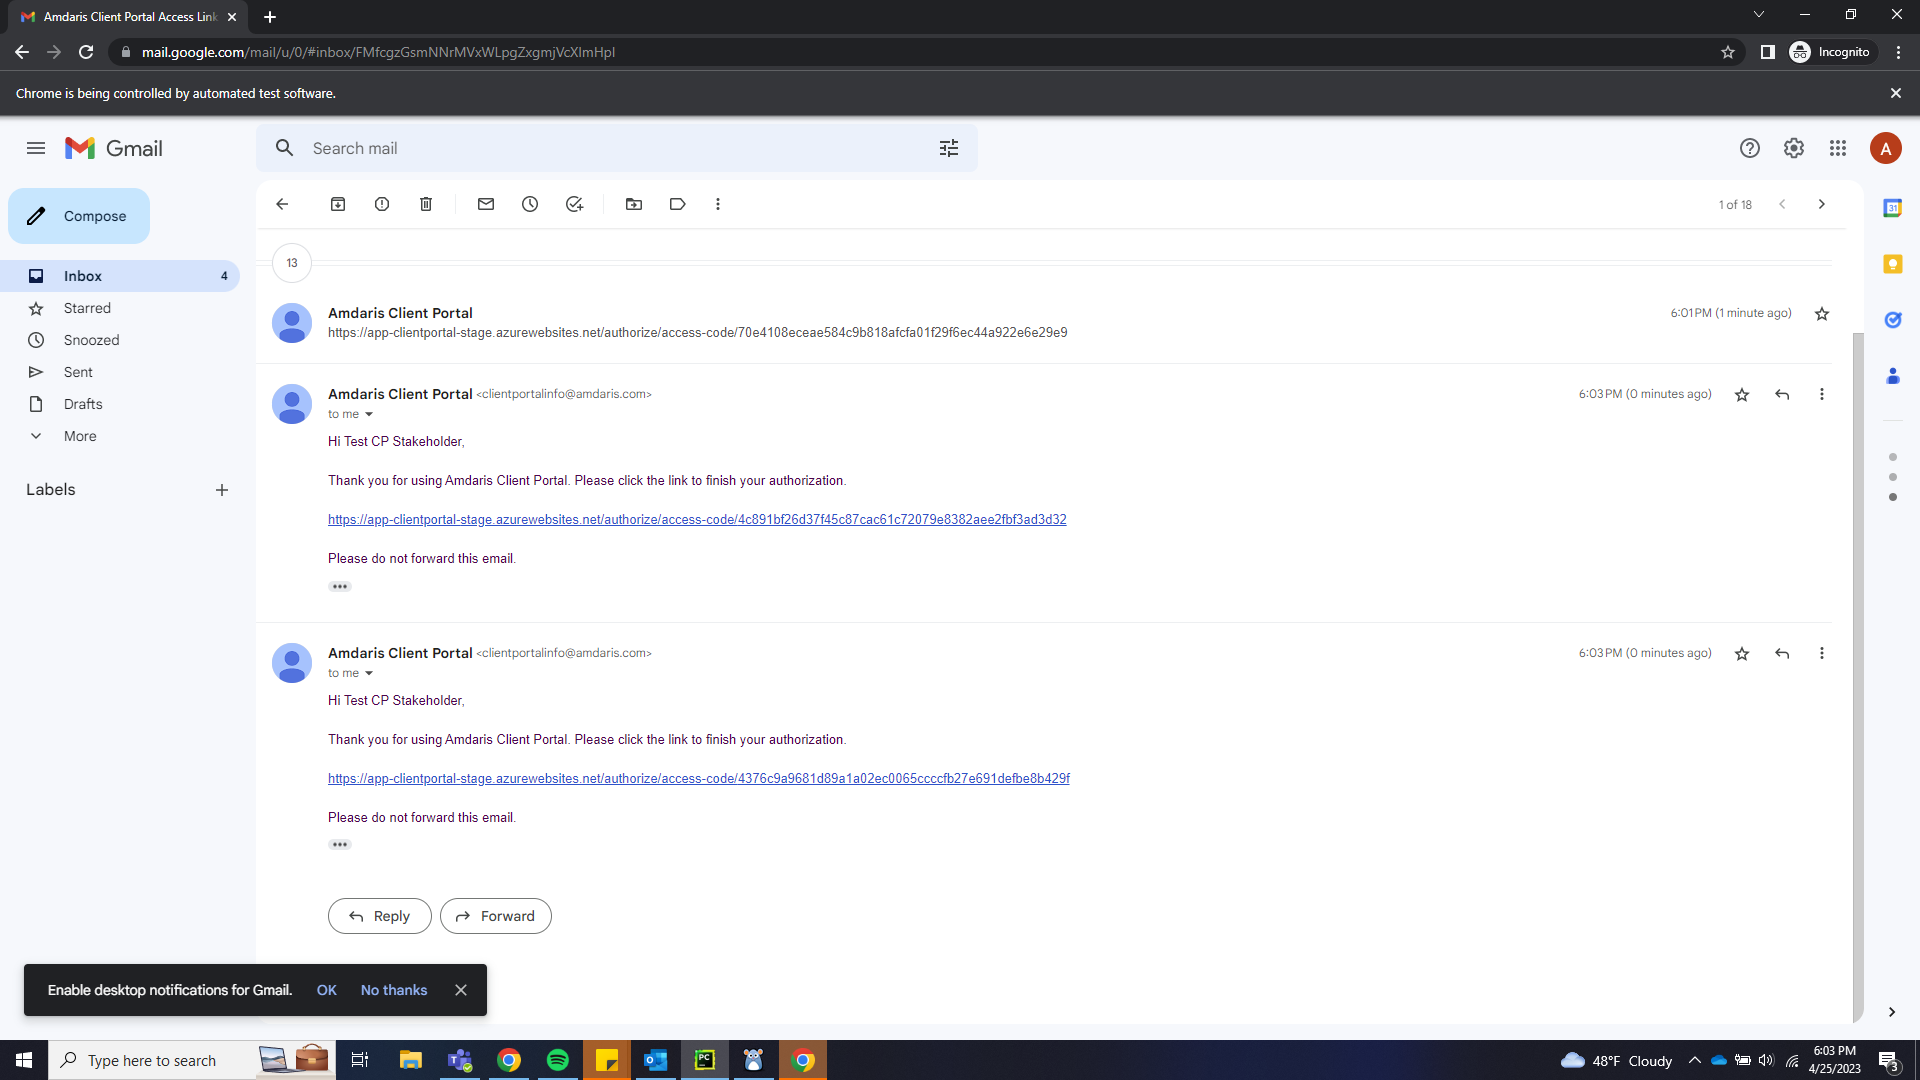 Amdaris Client Portal Access Link
mail.google.com/mail/u/0/#inbox/FMfcgzGsmNNrMVxWLpgZxgmjVcXlmHpl
Incognito
Chrome is being controlled by automated test software.
Gmail
Search mail
A
Compose
1 of 18
31
13
Inbox 4
Starred
Snoozed
Sent
Drafts
More
Labels
Amdaris Client Portal
6:01 PM (1 minute ago)
https://app-clientportal-stage.azurewebsites.net/authorize/access-code/70e4108eceae584c9b818afcfa01f29f6ec44a922e6e29e9
Amdaris Client Portal <clientportalinfo@amdaris.com>
6:03 PM (0 minutes ago)
to me
Hi Test CP Stakeholder,
Thank you for using Amdaris Client Portal. Please click the link to finish your authorization.
https://app-clientportal-stage.azurewebsites.net/authorize/access-code/4c891bf26d37f45c87cac61c72079e8382aee2fbf3ad3d32
Please do not forward this email.
Amdaris Client Portal <clientportalinfo@amdaris.com>
6:03 PM (0 minutes ago)
to me
Hi Test CP Stakeholder,
Thank you for using Amdaris Client Portal. Please click the link to finish your authorization.
https://app-clientportal-stage.azurewebsites.net/authorize/access-code/4376c9a9681d89a1a02ec0065ccccfb27e691defbe8b429f
Please do not forward this email.
Reply
Forward
Enable desktop notifications for Gmail. OK No thanks
Type here to search
PC
48°F Cloudy
6:03 PM
4/25/2023
3